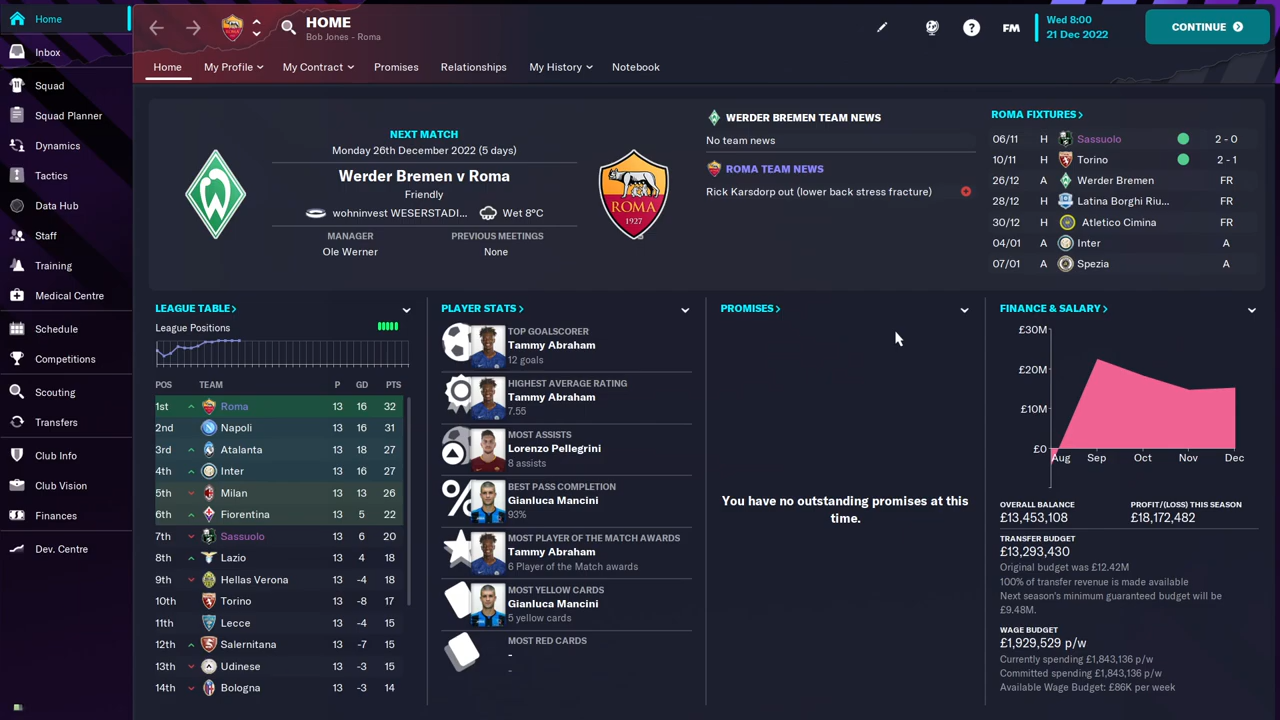 Home
Inbox
Squad
Squad Planner
Dynamics
Tactics
Data Hub
Staff
Training
Medical Centre
Schedule
Competitions
Scouting
Transfers
Club Info
Club Vision
Finances
Dev. Centre
HOME
Bob Jones - Roma
FM
Wed 8:00
21 Dec 2022
CONTINUE
Home My Profile My Contract Promises Relationships My History Notebook
NEXT MATCH
Monday 26th December 2022 (5 days)
Werder Bremen v Roma
Friendly
wohninvest WESERSTADI... Wet 8°C
MANAGER PREVIOUS MEETINGS
Ole Werner None
ROMA
1927
WERDER BREMEN TEAM NEWS
No team news
ROMA TEAM NEWS
Rick Karsdorp out (lower back stress fracture)
ROMA FIXTURES
06/11 H Sassuolo 2 - 0
10/11 H Torino 2 - 1
26/12 A Werder Bremen FR
28/12 H Latina Borghi Riu... FR
30/12 H Atletico Cimina FR
04/01 A Inter A
07/01 A Spezia A
LEAGUE TABLE
League Positions
POS TEAM P GD PTS
1st Roma 13 16 32
2nd Napoli 13 16 31
3rd Atalanta 13 18 27
4th Inter 13 16 27
5th Milan 13 13 26
6th Fiorentina 13 5 22
7th Sassuolo 13 6 20
8th Lazio 13 4 18
9th Hellas Verona 13 -4 18
10th Torino 13 -8 17
11th Lecce 13 -4 15
12th Salernitana 13 -7 15
13th Udinese 13 -3 15
14th Bologna 13 -3 14
PLAYER STATS
TOP GOALSCORER
Tammy Abraham
12 goals
HIGHEST AVERAGE RATING
Tammy Abraham
7.55
MOST ASSISTS
Lorenzo Pellegrini
8 assists
BEST PASS COMPLETION
Gianluca Mancini
93%
MOST PLAYER OF THE MATCH AWARDS
Tammy Abraham
6 Player of the Match awards
MOST YELLOW CARDS
Gianluca Mancini
5 yellow cards
MOST RED CARDS
-
-
PROMISES
You have no outstanding promises at this
time.
FINANCE & SALARY
£30M
£20M
£10M
£0
Aug Sep Oct Nov Dec
OVERALL BALANCE PROFIT/(LOSS) THIS SEASON
£13,453,108 £18,172,482
TRANSFER BUDGET
£13,293,430
Original budget was £12.42M
100% of transfer revenue is made available
Next season's minimum guaranteed budget will be
£9.48M.
WAGE BUDGET
£1,929,529 p/w
Currently spending £1,843,136 p/w
Committed spending £1,843,136 p/w
Available Wage Budget: £86K per week